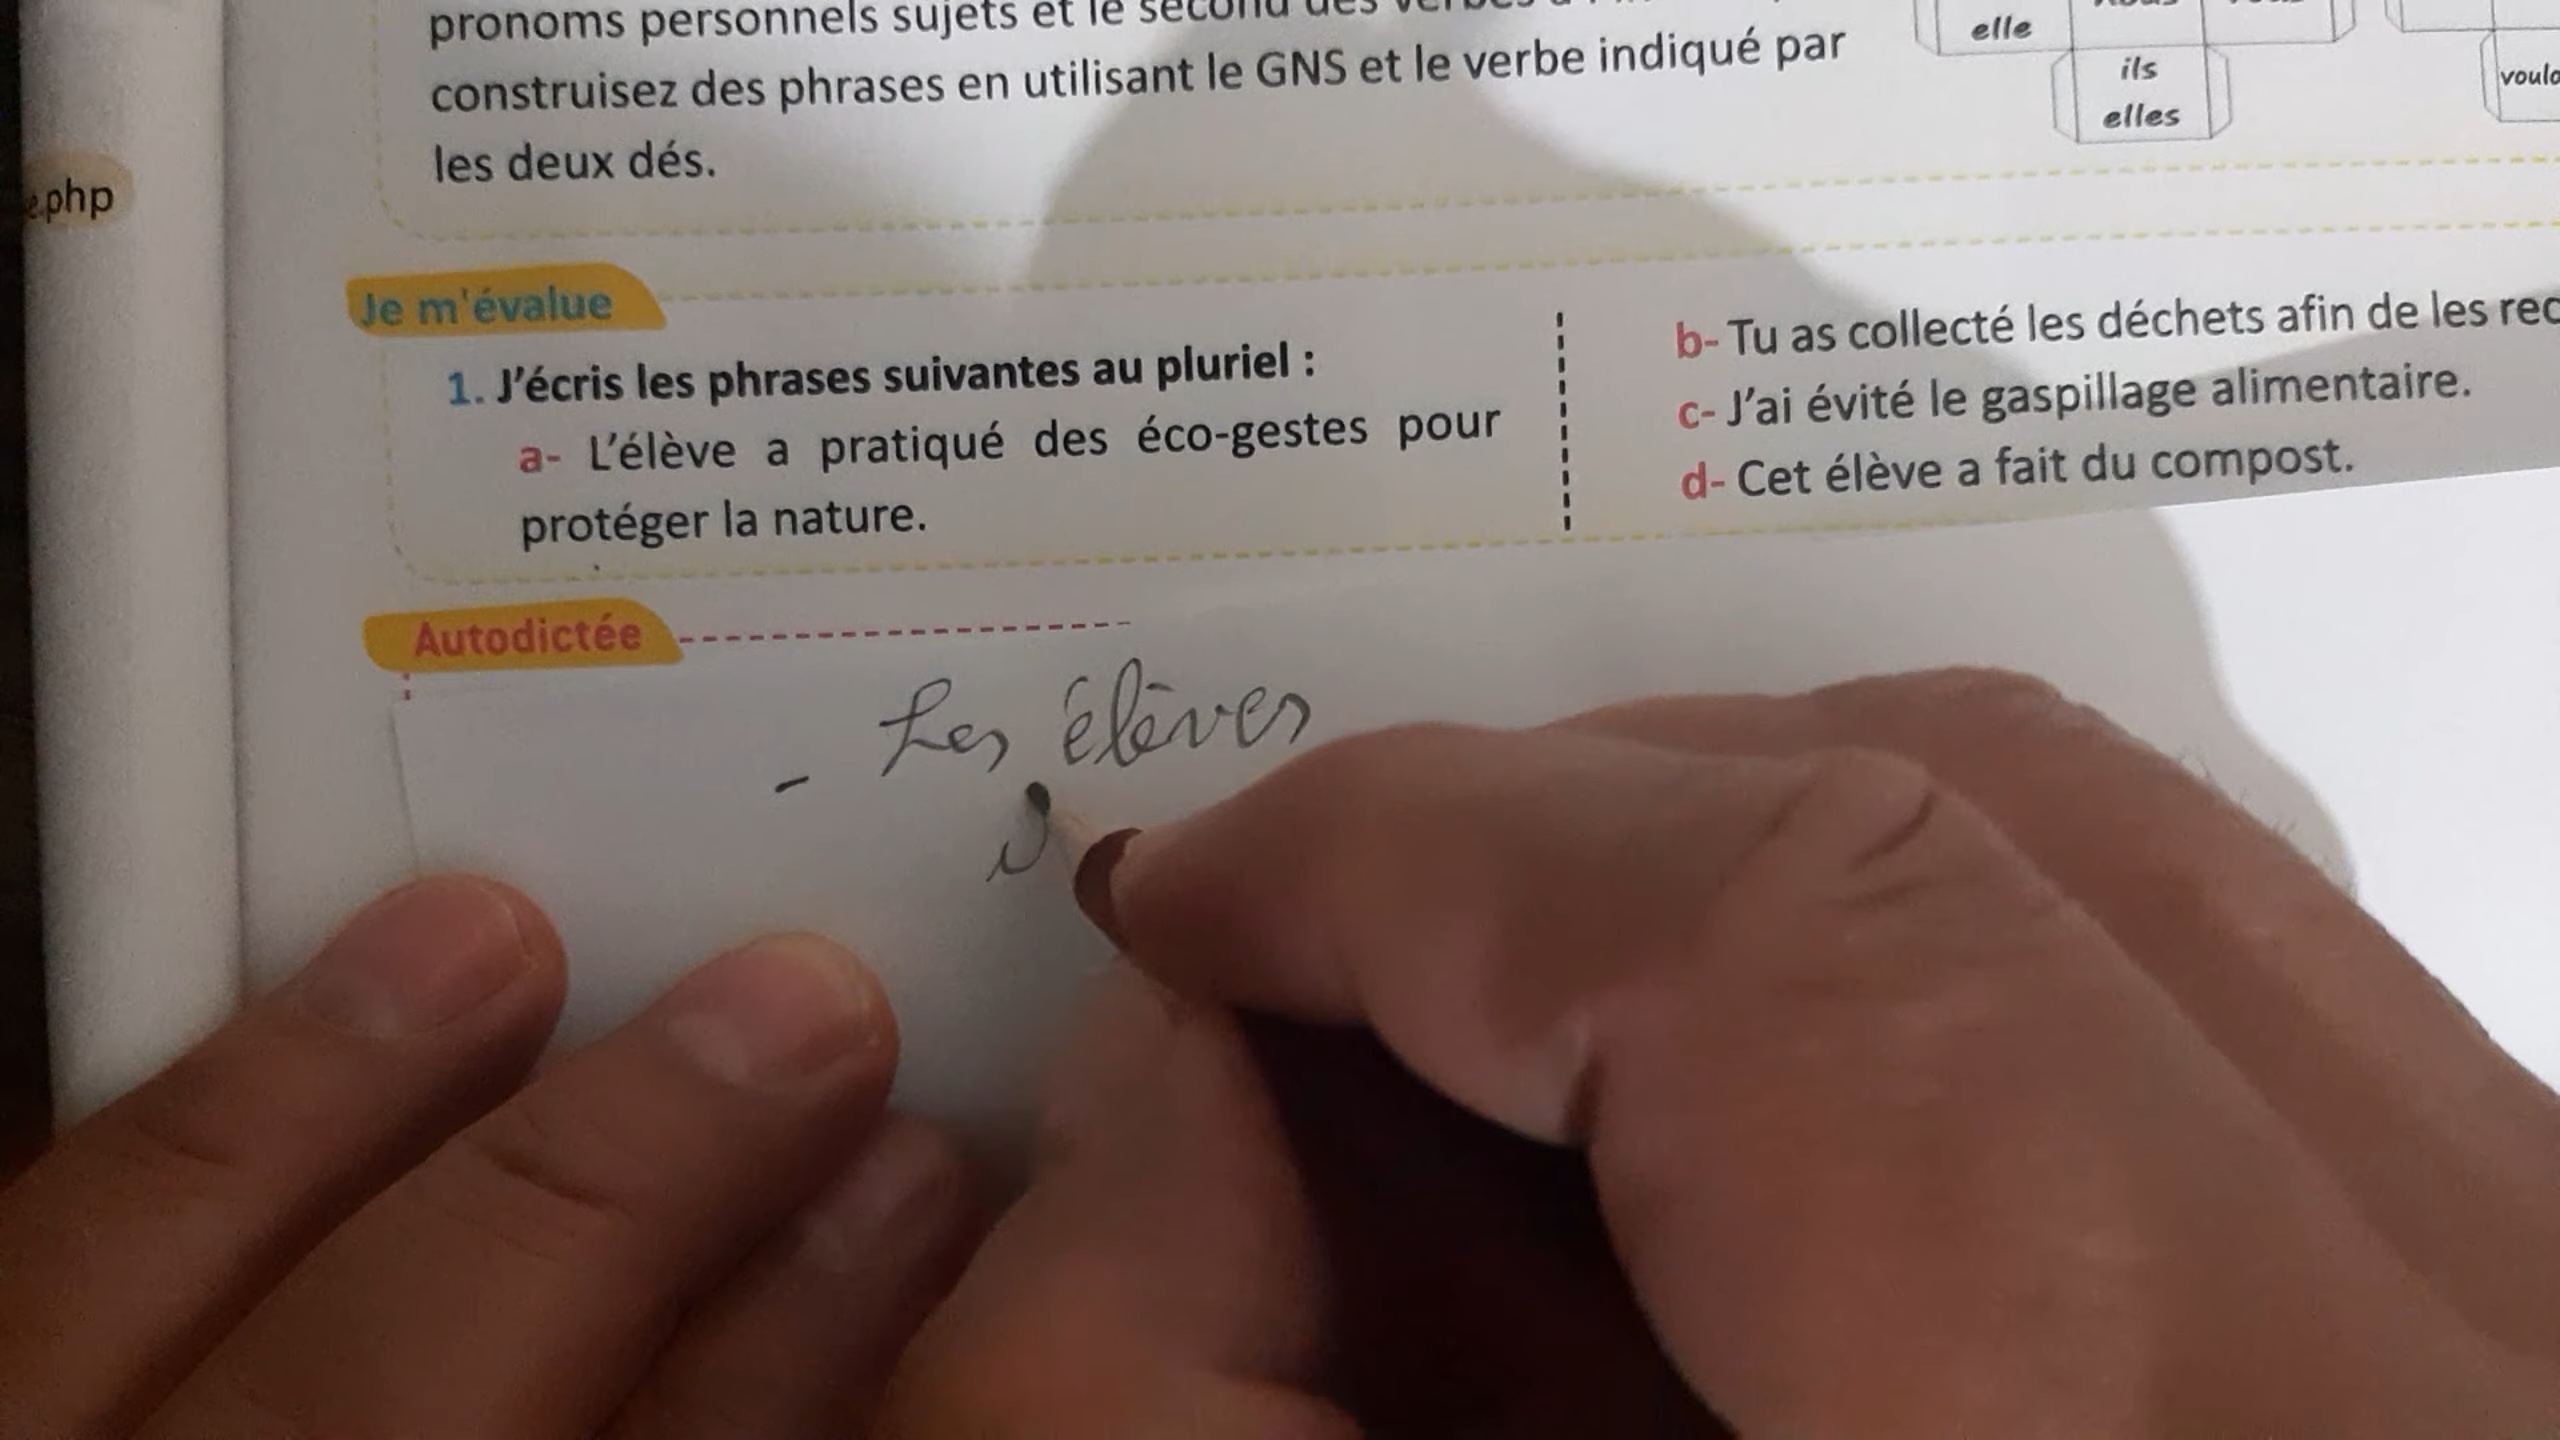 pronoms personnels sujets et le second des verbes
construisez des phrases en utilisant le GNS et le verbe indiqué par
les deux dés.
elle
ils
elles
e.php
Je m'évalue
1. J'écris les phrases suivantes au pluriel :
a- L'élève a pratiqué des éco-gestes pour
protéger la nature.
b- Tu as collecté les déchets afin de les rec
c- J'ai évité le gaspillage alimentaire.
d- Cet élève a fait du compost.
Autodictée
- Les élèves